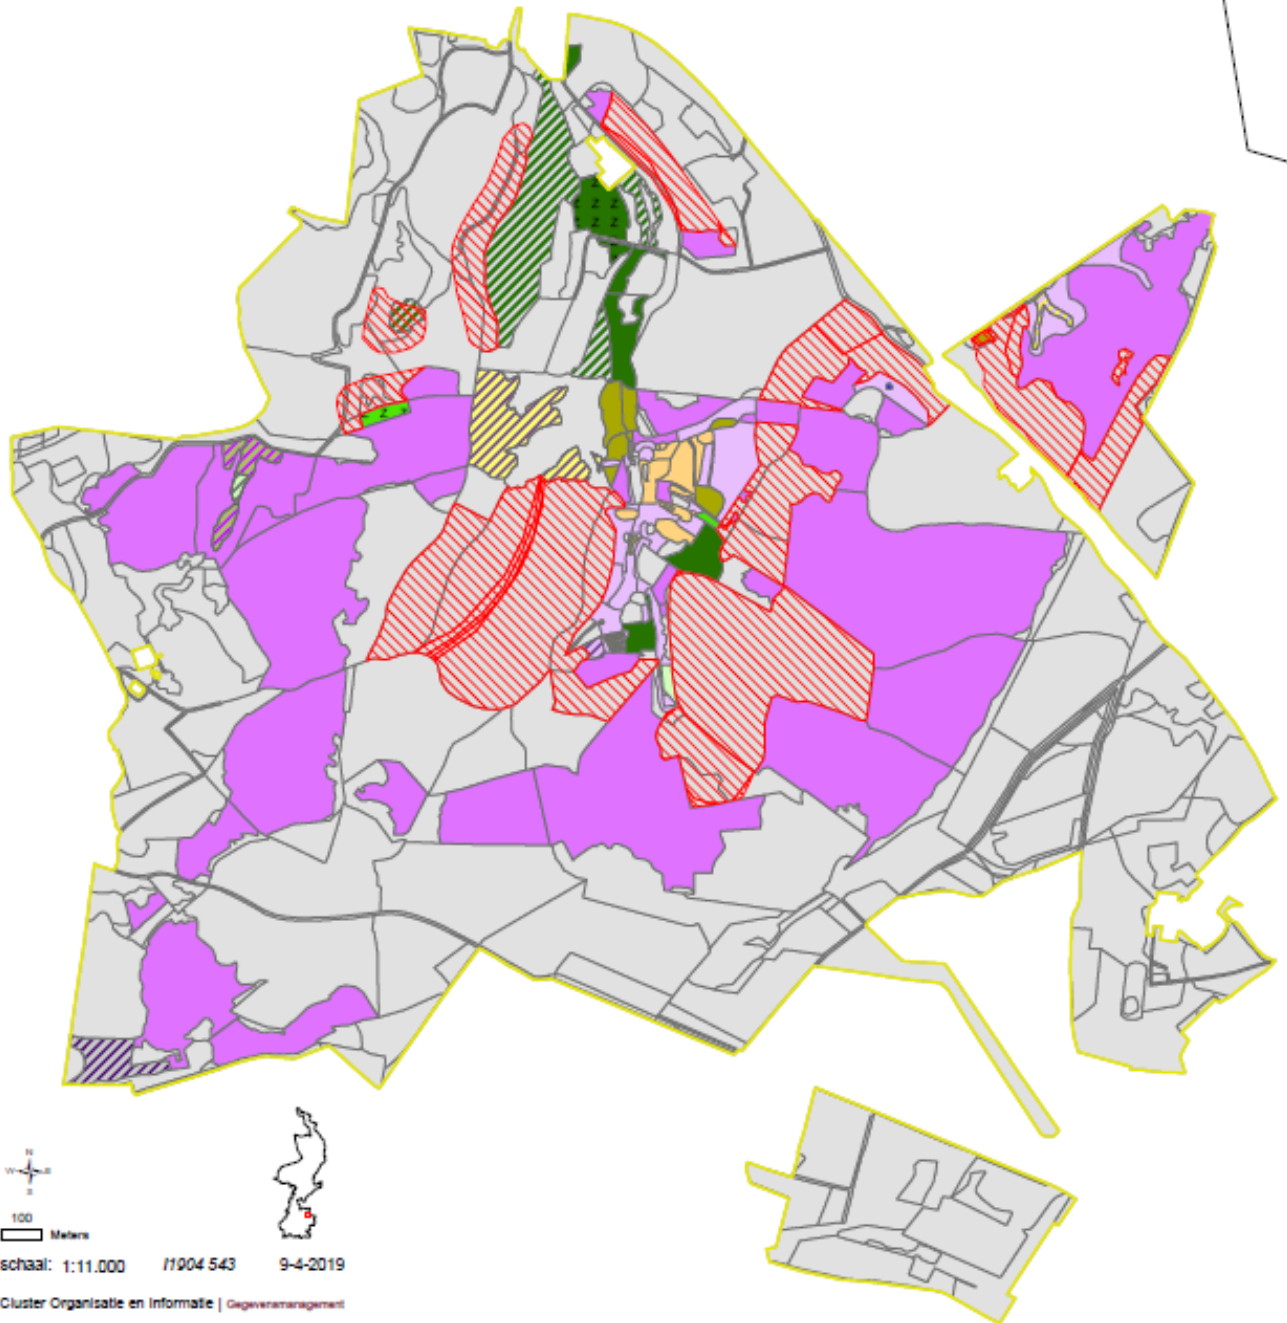 Z
Z Z
Z Z
Z
N
W E
S
100
Meters
schaal: 1:11.000 I1904 543 9-4-2019
Cluster Organisatie en Informatie | Gegevensmanagement